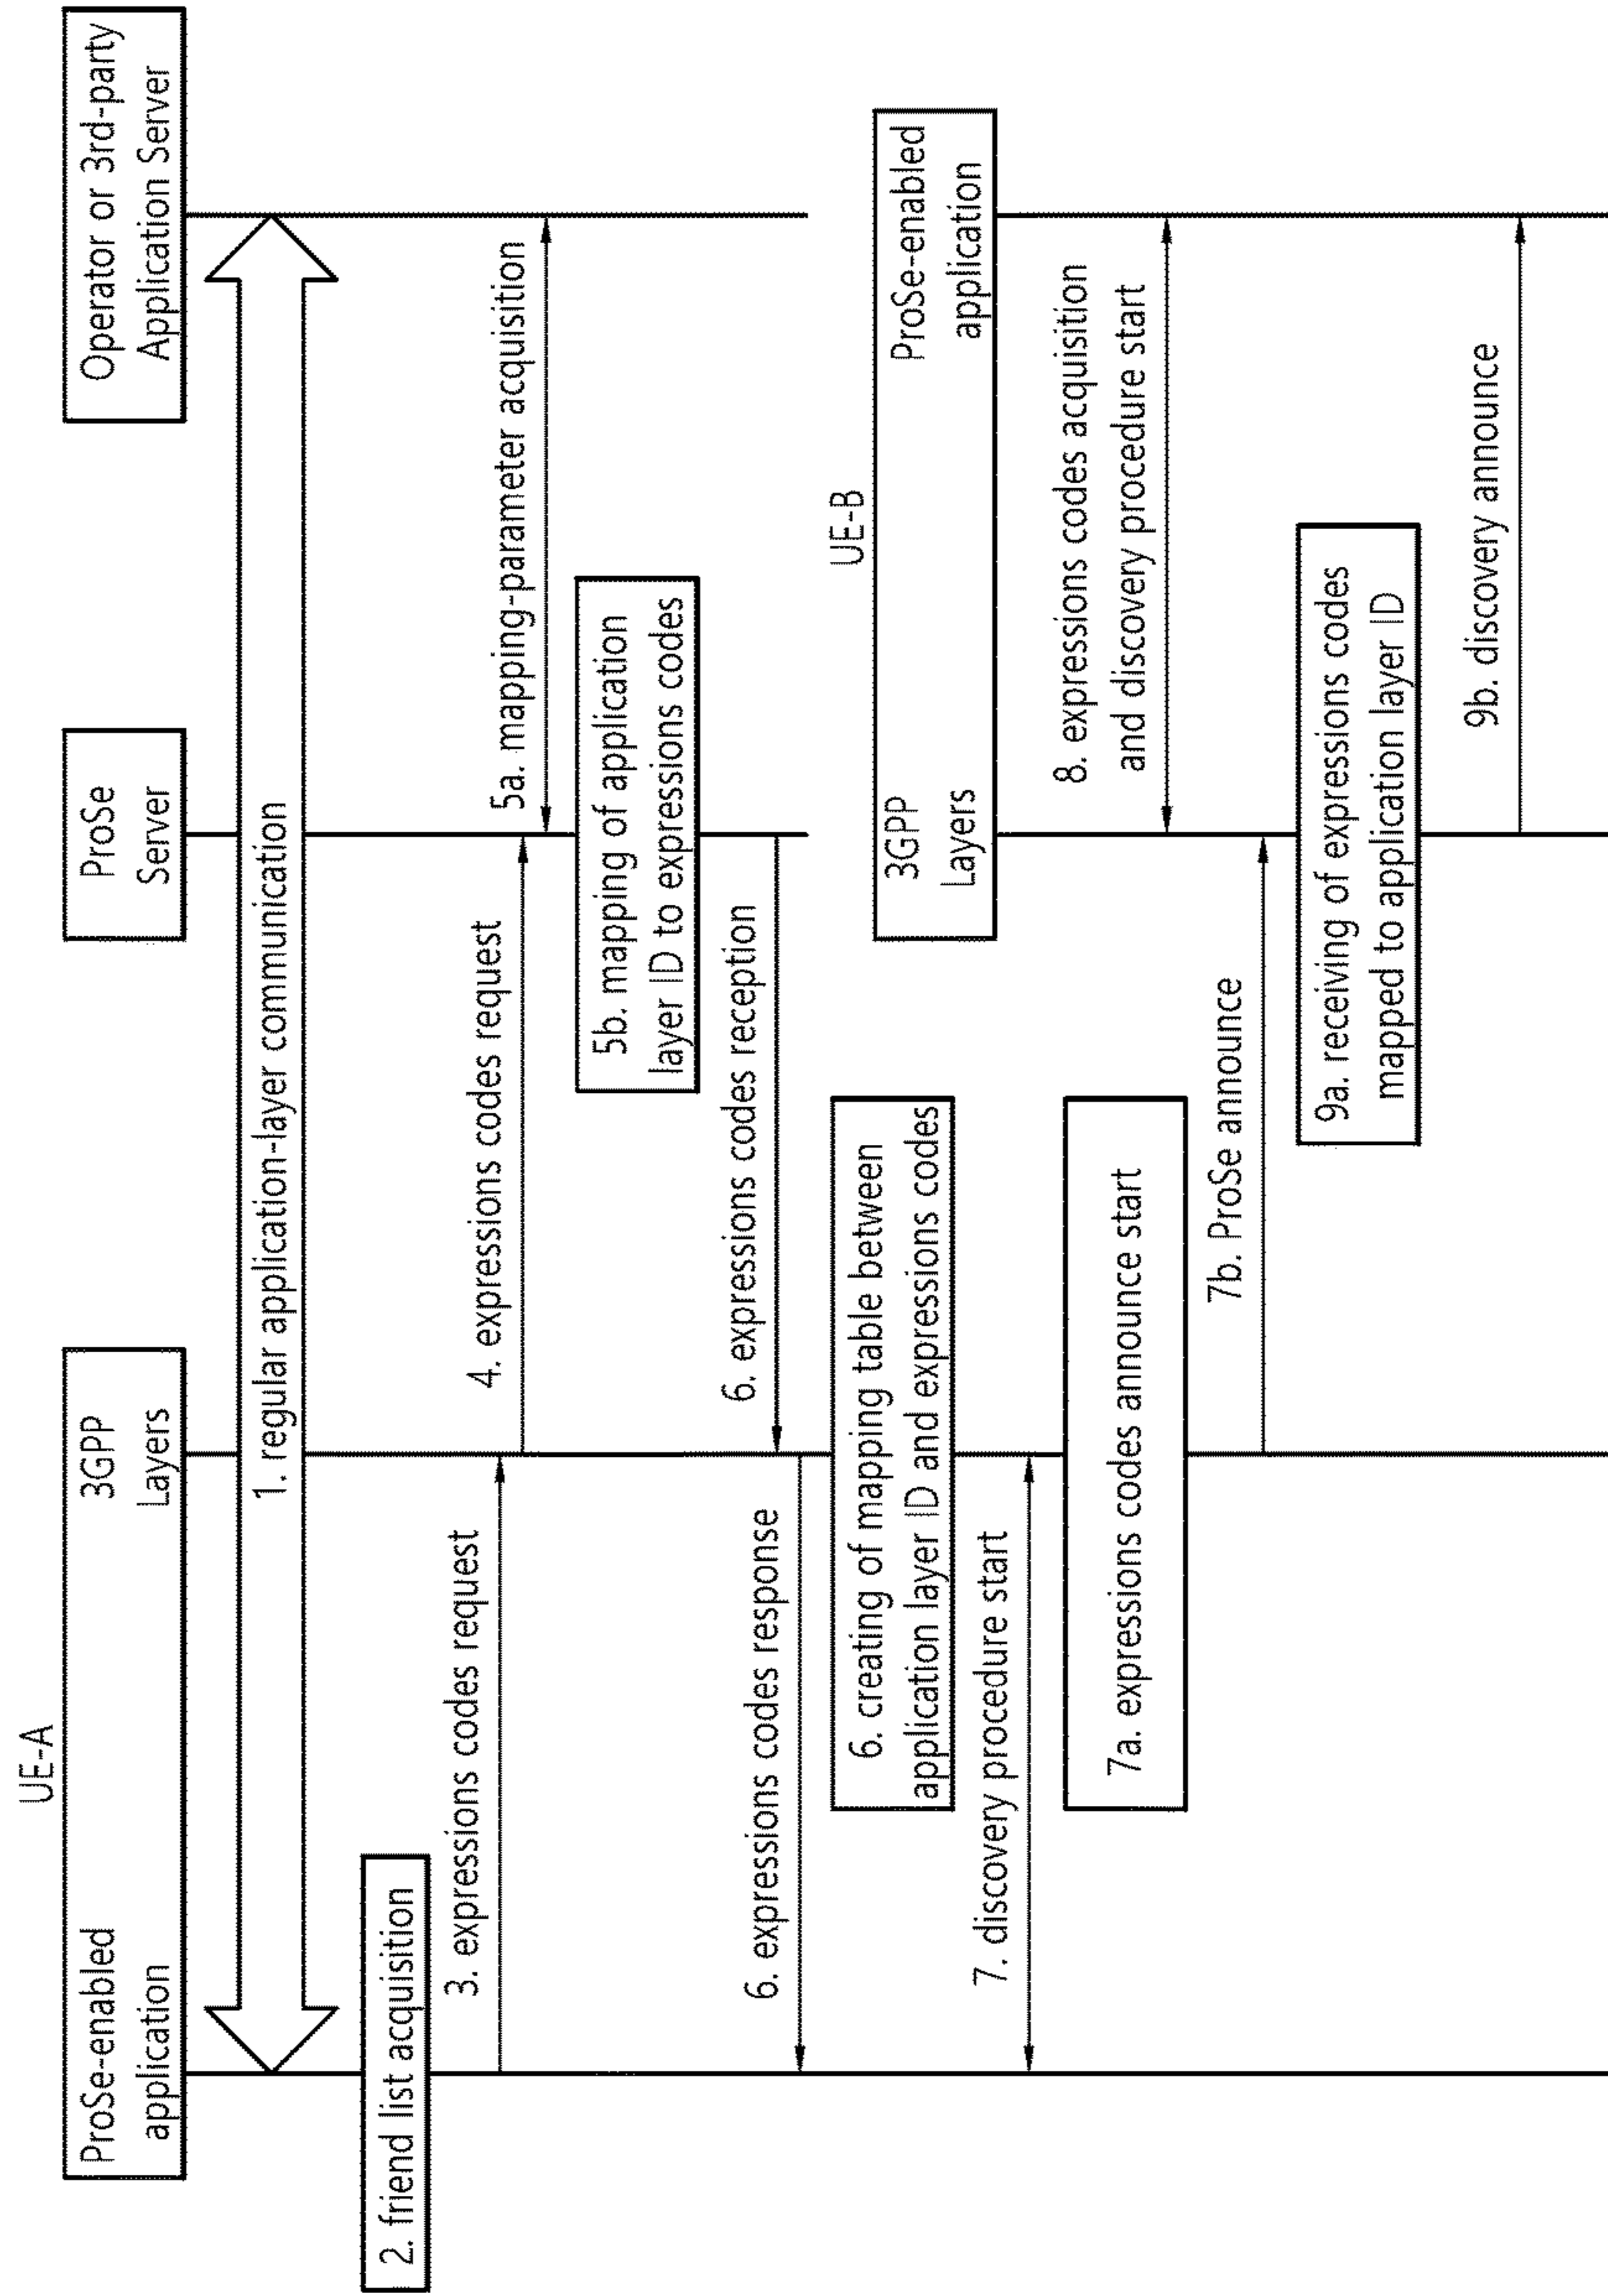 UE-A
ProSe-enabled
application
3GPP
Layers
ProSe
Server
Operator or 3rd-party
Application Server
1. regular application-layer communication
2. friend list acquisition
3. expressions codes request
4. expressions codes request
5a. mapping-parameter acquisition
5b. mapping of application
layer ID to expressions codes
6. expressions codes reception
6. expressions codes response
6. creating of mapping table between
application layer ID and expressions codes
UE-B
3GPP
Layers
ProSe-enabled
application
7. discovery procedure start
7a. expressions codes announce start
8. expressions codes acquisition
and discovery procedure start
7b. ProSe announce
9a. receiving of expressions codes
mapped to application layer ID
9b. discovery announce